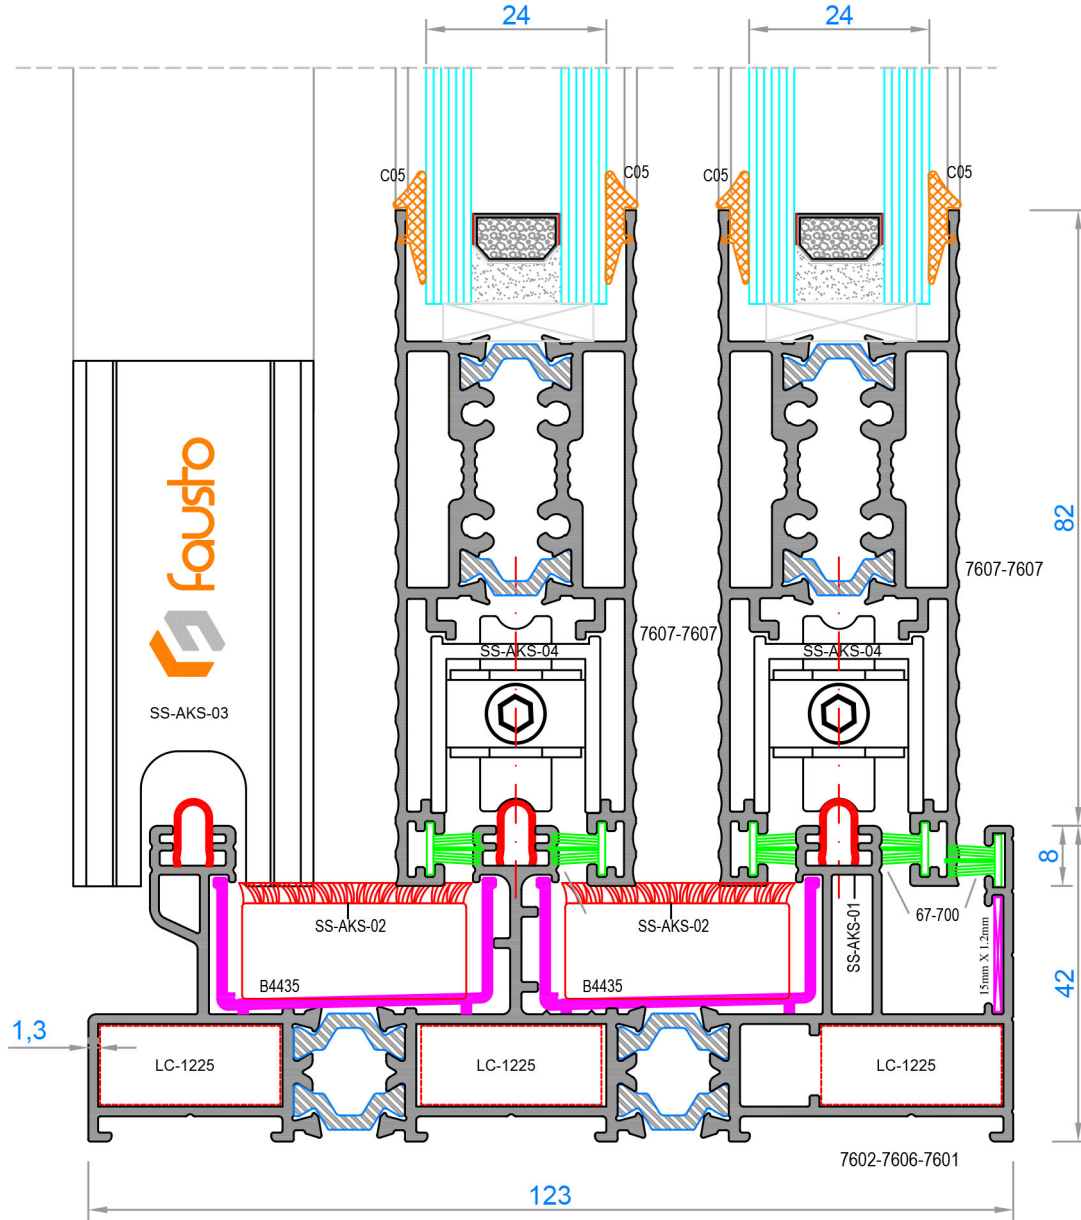 24
24
C05
C05
C05
C05
fausto
82
7607-7607
7607-7607
SS-AKS-04
SS-AKS-04
SS-AKS-03
8
67-700
SS-AKS-02
SS-AKS-02
SS-AKS-01
15mm X 1.2mm
B4435
B4435
42
1,3
LC-1225
LC-1225
LC-1225
7602-7606-7601
123